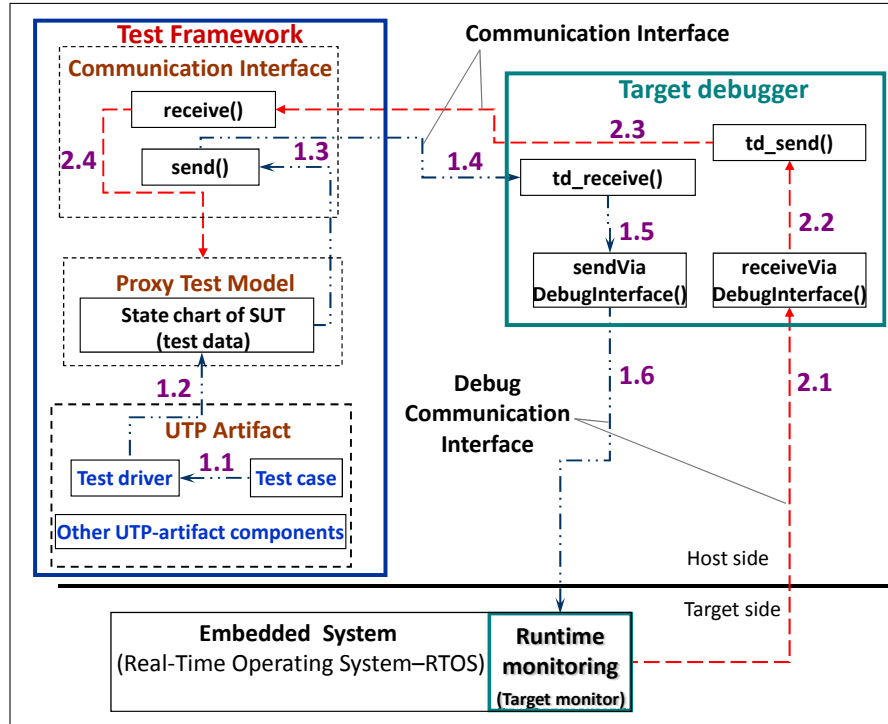 Test Framework
Communication Interface
receive()
send()
2.4
1.3
Proxy Test Model
State chart of SUT
(test data)
1.2
UTP Artifact
1.1
Test driver
Test case
Other UTP-artifact components
Communication Interface
Target debugger
2.3
td_send()
1.4
td_receive()
2.2
1.5
sendVia
DebugInterface()
receiveVia
DebugInterface()
1.6
2.1
Debug
Communication
Interface
Host side
Target side
Embedded System
(Real-Time Operating System–RTOS)
Runtime
monitoring
(Target monitor)